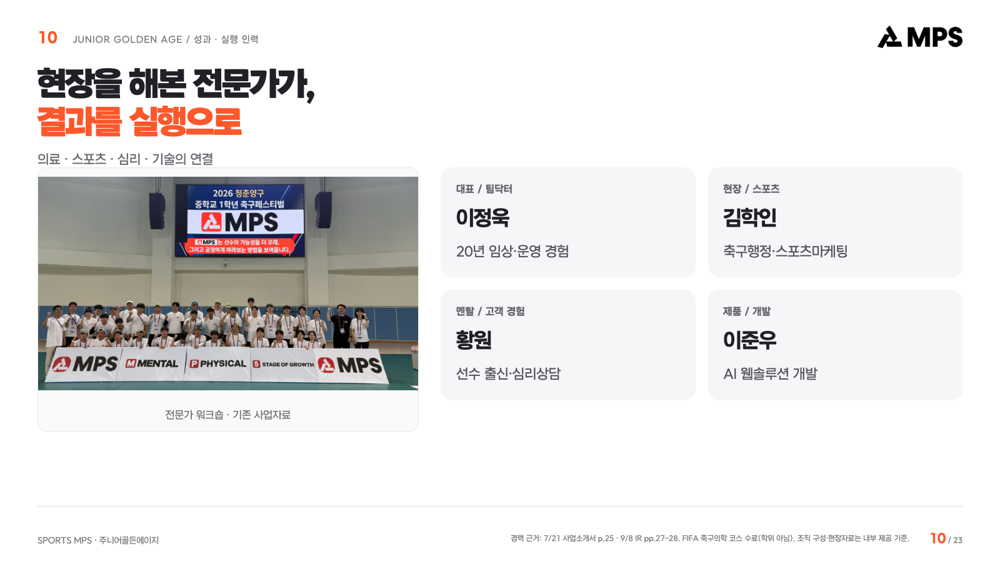 10 JUNIOR GOLDEN AGE / 성과 · 실행 인력
MPS
현장을 해본 전문가가,
결과를 실행으로
의료 · 스포츠 · 심리 · 기술의 연결
2026 청춘양구
중학교 1학년 축구페스티벌
MPS
MPS는 선수의 가능성을 더 오래,
그리고 공정하게 바라보는 방법을 보여줍니다.
MPS
M MENTAL
P PHYSICAL
S STAGE OF GROWTH
MPS
전문가 워크숍 · 기존 사업자료
대표 / 팀닥터
이정욱
20년 임상·운영 경험
현장 / 스포츠
김학인
축구행정·스포츠마케팅
멘탈 / 고객 경험
황원
선수 출신·심리상담
제품 / 개발
이준우
AI 웹솔루션 개발
SPORTS MPS · 주니어골든에이지
경력 근거: 7/21 사업소개서 p.25 · 9/8 IR pp.27–28. FIFA 축구의학 코스 수료(학위 아님). 조직 구성·현장자료는 내부 제공 기준.
10 / 23